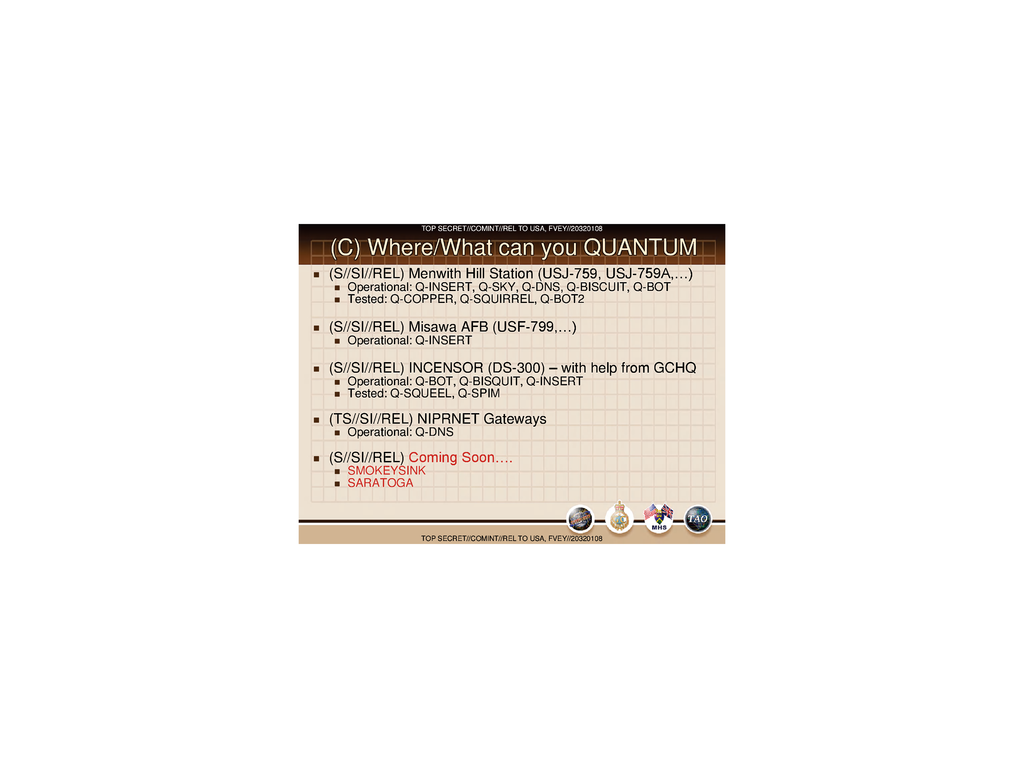 TOP SECRET//COMINT//REL TO USA, FVEY//20320108
(C) Where/What can you QUANTUM
(S//SI//REL) Menwith Hill Station (USJ-759, USJ-759A,…)
Operational: Q-INSERT, Q-SKY, Q-DNS, Q-BISCUIT, Q-BOT
Tested: Q-COPPER, Q-SQUIRREL, Q-BOT2
(S//SI//REL) Misawa AFB (USF-799,…)
Operational: Q-INSERT
(S//SI//REL) INCENSOR (DS-300) – with help from GCHQ
Operational: Q-BOT, Q-BISQUIT, Q-INSERT
Tested: Q-SQUEEL, Q-SPIM
(TS//SI//REL) NIPRNET Gateways
Operational: Q-DNS
(S//SI//REL) Coming Soon….
SMOKEYSINK
SARATOGA
MHS
TAO
TOP SECRET//COMINT//REL TO USA, FVEY//20320108